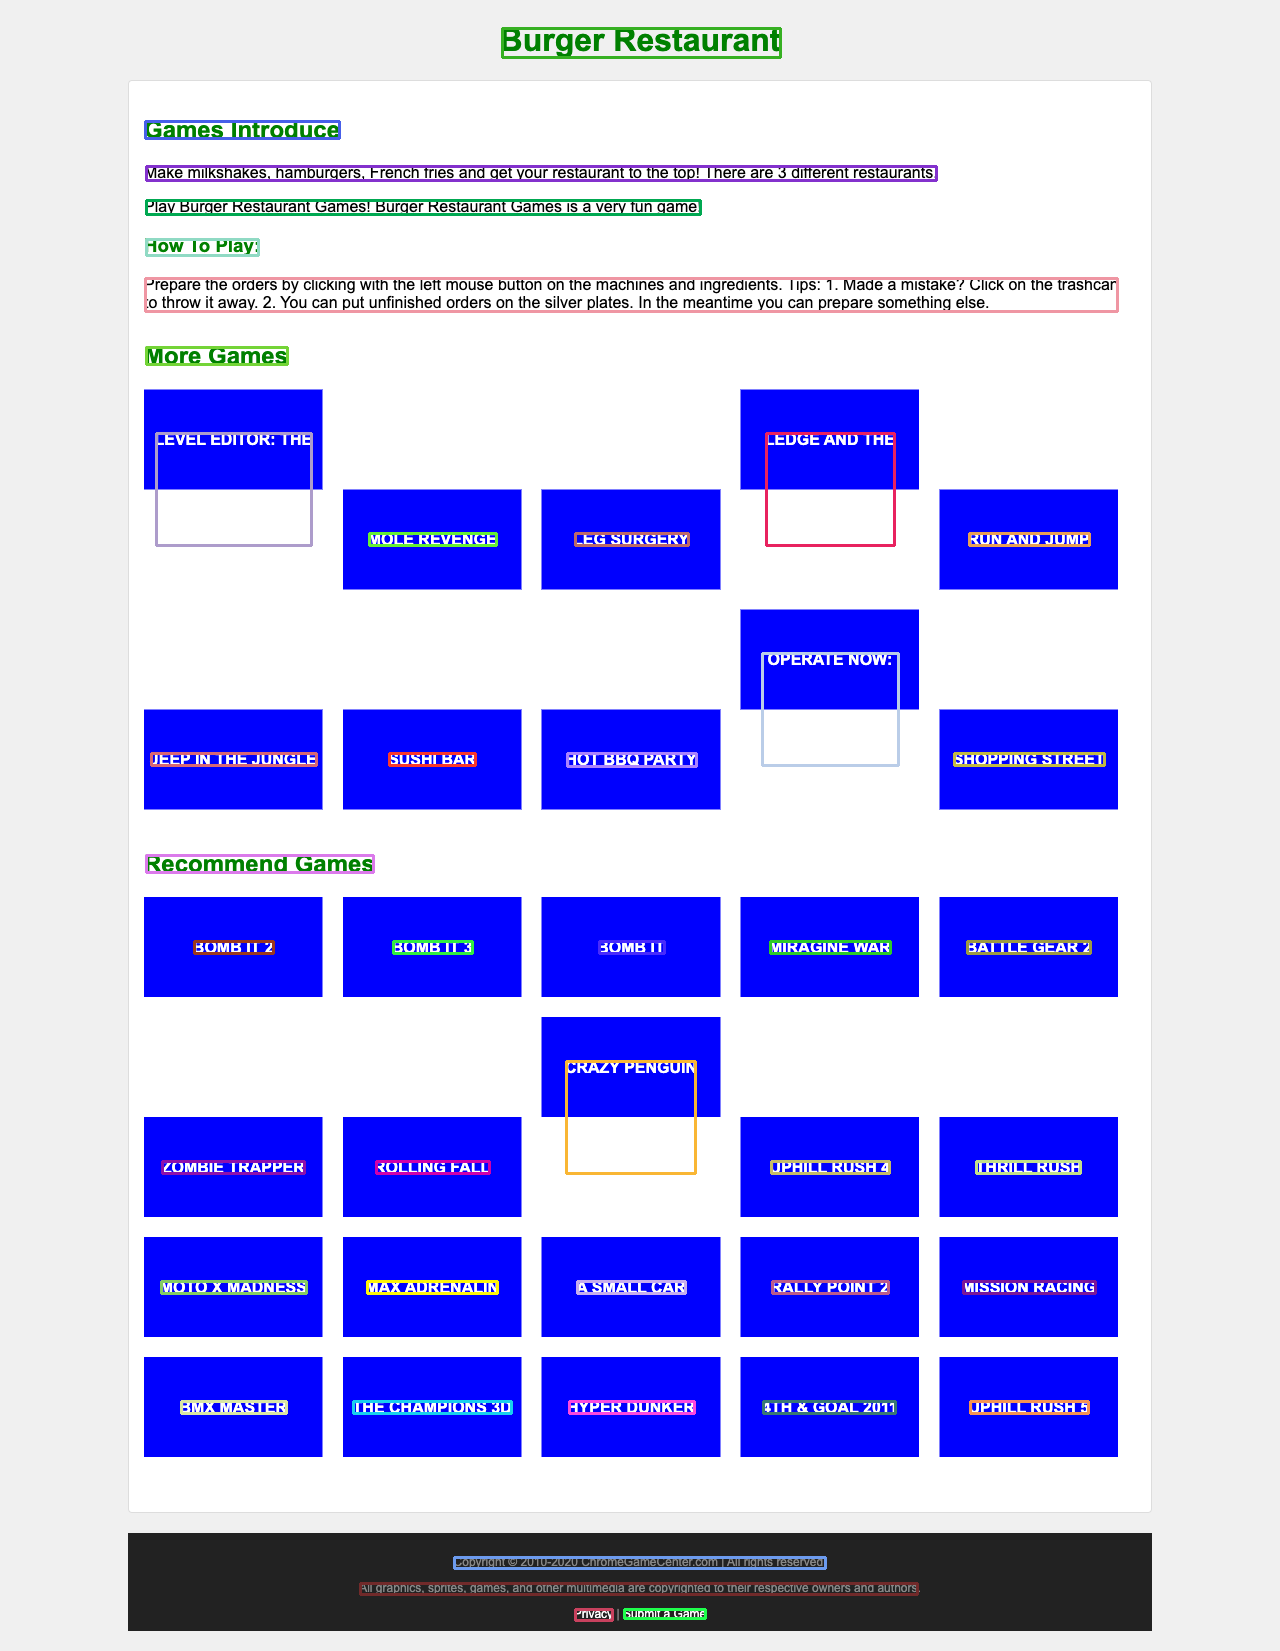 Burger Restaurant
Games Introduce
Make milkshakes, hamburgers, French fries and get your restaurant to the top! There are 3 different restaurants.
Play Burger Restaurant Games! Burger Restaurant Games is a very fun game.
How To Play:
Prepare the orders by clicking with the left mouse button on the machines and ingredients. Tips: 1. Made a mistake? Click on the trashcan
to throw it away. 2. You can put unfinished orders on the silver plates. In the meantime you can prepare something else.
More Games
LEVEL EDITOR: THE
LEDGE AND THE
MOLE REVENGE
LEG SURGERY
RUN AND JUMP
OPERATE NOW:
JEEP IN THE JUNGLE
SUSHI BAR
HOT BBQ PARTY
SHOPPING STREET
Recommend Games
BOMB IT 2
BOMB IT 3
BOMB IT
MIRAGINE WAR
BATTLE GEAR 2
CRAZY PENGUIN
ZOMBIE TRAPPER
ROLLING FALL
UPHILL RUSH 4
THRILL RUSH
MOTO X MADNESS
MAX ADRENALIN
A SMALL CAR
RALLY POINT 2
MISSION RACING
BMX MASTER
THE CHAMPIONS 3D
HYPER DUNKER
4TH & GOAL 2011
UPHILL RUSH 5
Copyright © 2010-2020 ChromeGameCenter.com | All rights reserved.
All graphics, sprites, games, and other multimedia are copyrighted to their respective owners and authors.
Privacy | Submit a Game